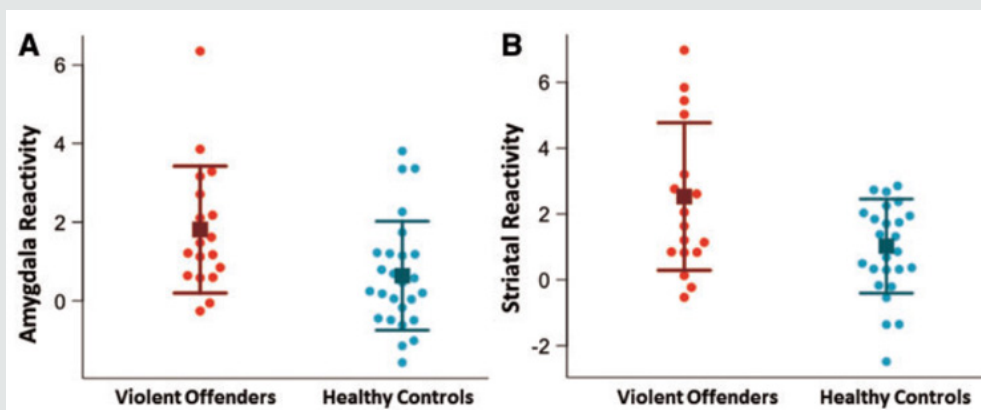 A
Amygdala Reactivity
6
4
2
0
Violent Offenders
Healthy Controls
B
Striatal Reactivity
6
4
2
0
-2
Violent Offenders
Healthy Controls